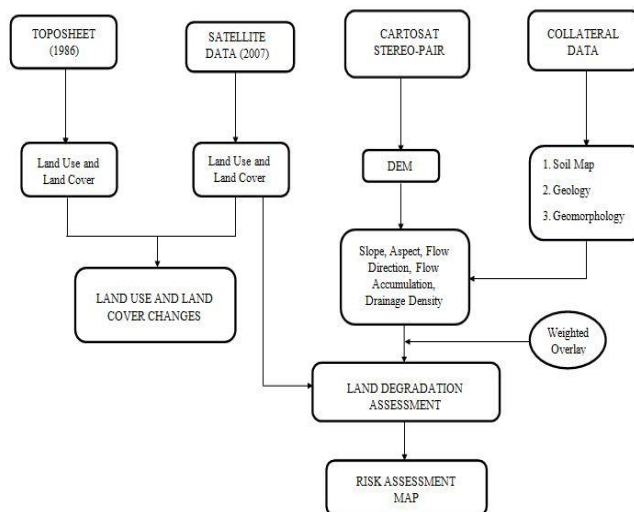 TOPOSHEET
(1986)
SATELLITE
DATA (2007)
CARTOSAT
STEREO-PAIR
COLLATERAL
DATA
Land Use and
Land Cover
Land Use and
Land Cover
DEM
1. Soil Map
2. Geology
3. Geomorphology
Slope, Aspect, Flow
Direction, Flow
Accumulation,
Drainage Density
LAND USE AND LAND
COVER CHANGES
Weighted
Overlay
LAND DEGRADATION
ASSESSMENT
RISK ASSESSMENT
MAP